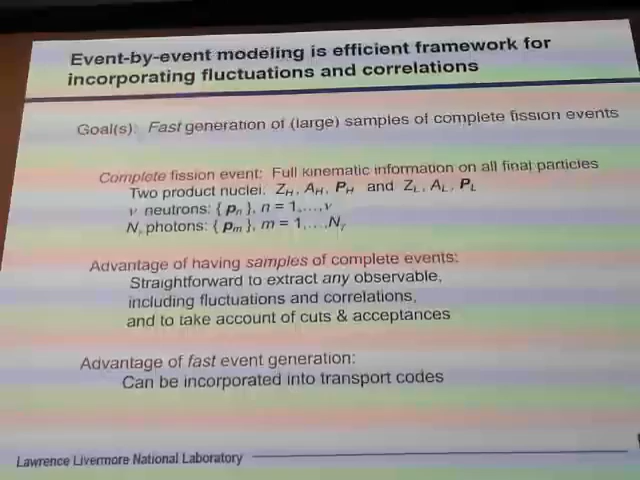 Event-by-event modeling is efficient framework for
incorporating fluctuations and correlations
Goal(s): Fast generation of (large) samples of complete fission events
Complete fission event: Full kinematic information on all final particles
Two product nuclei: Z_H, A_H, P_H and Z_L, A_L, P_L
ν neutrons: { p_n }, n = 1,...,ν
N_γ photons: { p_m }, m = 1,...,N_γ
Advantage of having samples of complete events:
Straightforward to extract any observable,
including fluctuations and correlations,
and to take account of cuts & acceptances
Advantage of fast event generation:
Can be incorporated into transport codes
Lawrence Livermore National Laboratory